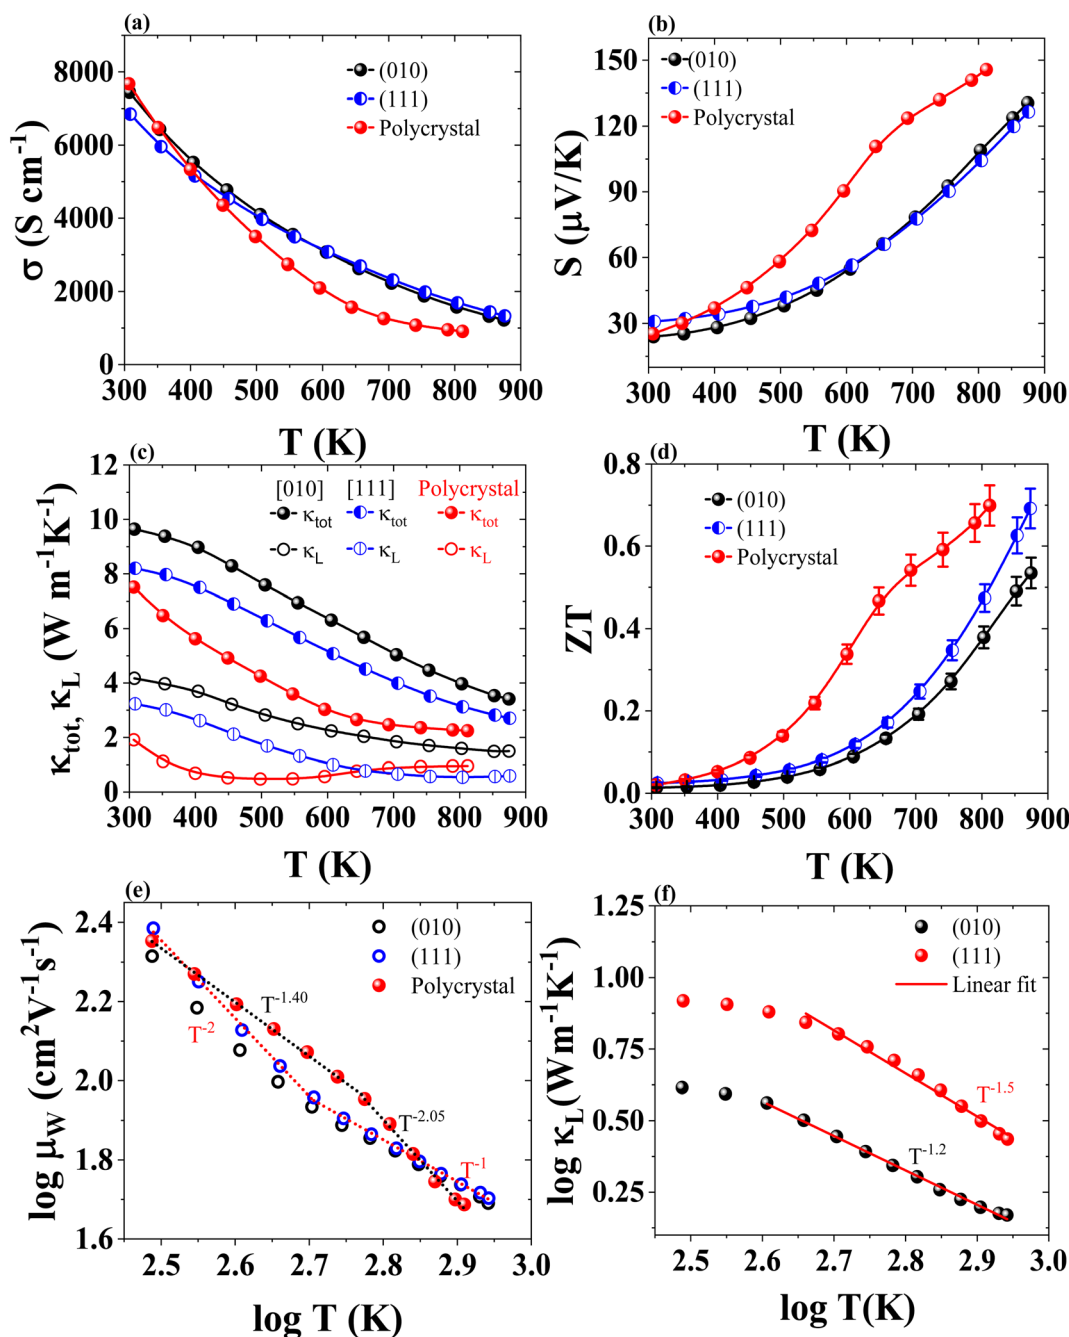 (a)
8000
6000
4000
2000
0
σ (S cm⁻¹)
(010)
(111)
Polycrystal
300 400 500 600 700 800 900
T (K)
(b)
150
120
90
60
30
S (μV/K)
(010)
(111)
Polycrystal
300 400 500 600 700 800 900
T (K)
(c)
12
10
8
6
4
2
0
κtot, κL (W m⁻¹K⁻¹)
[010] [111] Polycrystal
κtot κtot κtot
κL κL κL
300 400 500 600 700 800 900
T (K)
(d)
0.8
0.6
0.4
0.2
0.0
ZT
(010)
(111)
Polycrystal
300 400 500 600 700 800 900
T (K)
(e)
2.4
2.2
2.0
1.8
1.6
log μW (cm²V⁻¹s⁻¹)
(010)
(111)
Polycrystal
T⁻¹·⁴⁰
T⁻²
T⁻²·⁰⁵
T⁻¹
2.5 2.6 2.7 2.8 2.9 3.0
log T (K)
(f)
1.25
1.00
0.75
0.50
0.25
log κL(Wm⁻¹K⁻¹)
(010)
(111)
Linear fit
T⁻¹·⁵
T⁻¹·²
2.5 2.6 2.7 2.8 2.9 3.0
log T(K)